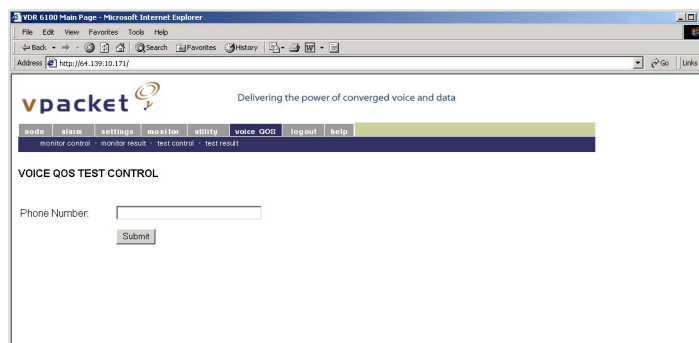 VDR 6100 Main Page - Microsoft Internet Explorer
File Edit View Favorites Tools Help
Back Search Favorites History
Address http://64.139.10.171/ Go Links
vpacket Delivering the power of converged voice and data
node alarm settings monitor utility voice QOS logout help
monitor control · monitor result · test control · test result
VOICE QOS TEST CONTROL
Phone Number:
Submit